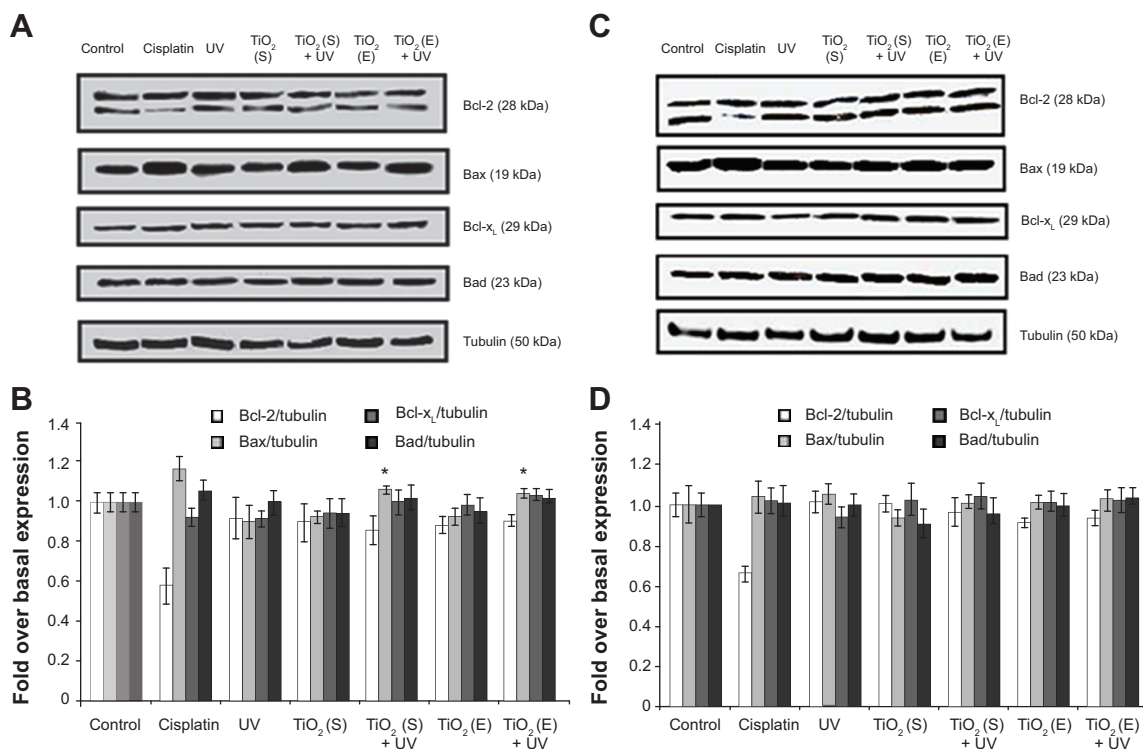 A
Control
Cisplatin
UV
TiO2 (S)
TiO2 (S) + UV
TiO2 (E)
TiO2 (E) + UV
Bcl-2 (28 kDa)
Bax (19 kDa)
Bcl-xL (29 kDa)
Bad (23 kDa)
Tubulin (50 kDa)
C
Control
Cisplatin
UV
TiO2 (S)
TiO2 (S) + UV
TiO2 (E)
TiO2 (E) + UV
Bcl-2 (28 kDa)
Bax (19 kDa)
Bcl-xL (29 kDa)
Bad (23 kDa)
Tubulin (50 kDa)
B
Fold over basal expression
1.4
1.2
1.0
0.8
0.6
0.4
0.2
0
Bcl-2/tubulin
Bax/tubulin
Bcl-xL/tubulin
Bad/tubulin
*
*
Control
Cisplatin
UV
TiO2 (S)
TiO2 (S) + UV
TiO2 (E)
TiO2 (E) + UV
D
Fold over basal expression
1.4
1.2
1.0
0.8
0.6
0.4
0.2
0
Bcl-2/tubulin
Bax/tubulin
Bcl-xL/tubulin
Bad/tubulin
Control
Cisplatin
UV
TiO2 (S)
TiO2 (S) + UV
TiO2 (E)
TiO2 (E) + UV